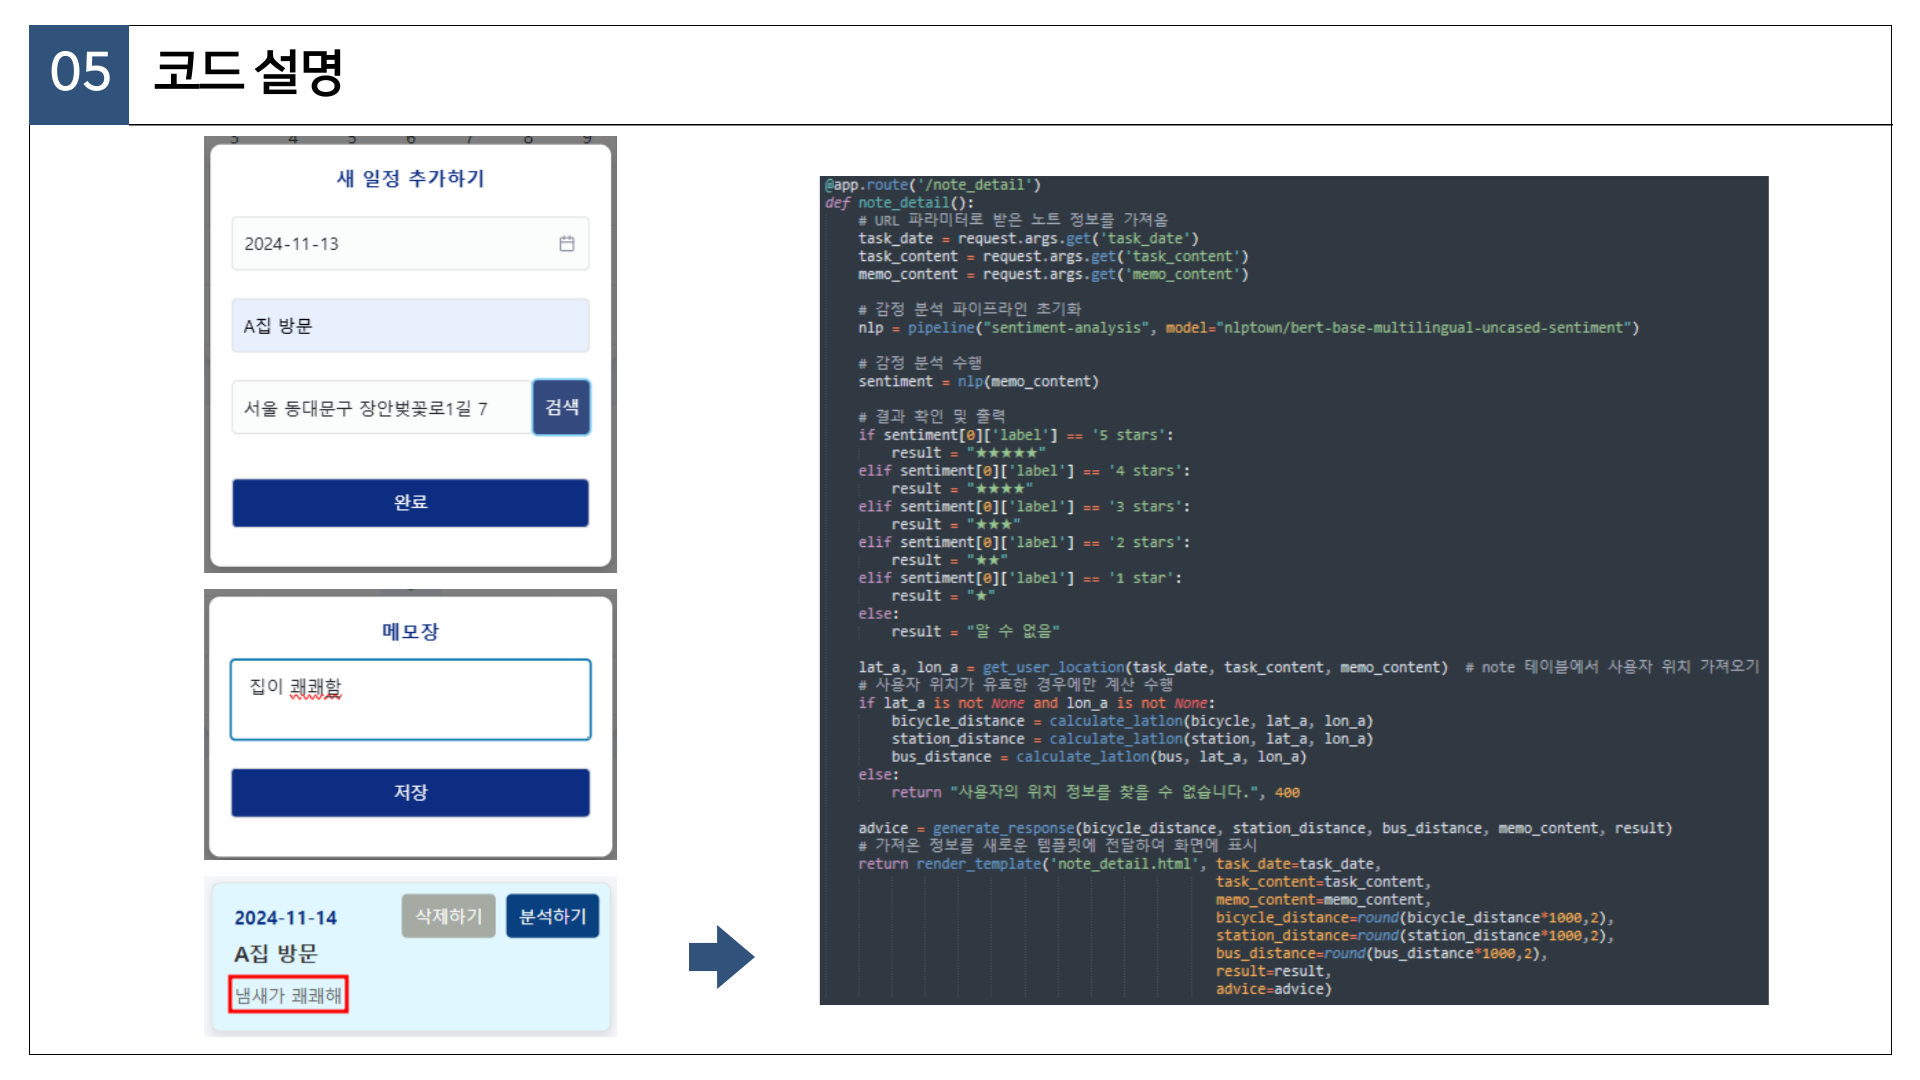 05 코드 설명
3 4 5 6 7 8 9
새 일정 추가하기
2024-11-13
A집 방문
서울 동대문구 장안벚꽃로1길 7 검색
완료
메모장
집이 쾌쾌함
저장
2024-11-14 삭제하기 분석하기
A집 방문
냄새가 쾌쾌해
@app.route('/note_detail')
def note_detail():
    # URL 파라미터로 받은 노트 정보를 가져옴
    task_date = request.args.get('task_date')
    task_content = request.args.get('task_content')
    memo_content = request.args.get('memo_content')
    # 감정 분석 파이프라인 초기화
    nlp = pipeline("sentiment-analysis", model="nlptown/bert-base-multilingual-uncased-sentiment")
    # 감정 분석 수행
    sentiment = nlp(memo_content)
    # 결과 확인 및 출력
    if sentiment[0]['label'] == '5 stars':
        result = "★★★★★"
    elif sentiment[0]['label'] == '4 stars':
        result = "★★★★"
    elif sentiment[0]['label'] == '3 stars':
        result = "★★★"
    elif sentiment[0]['label'] == '2 stars':
        result = "★★"
    elif sentiment[0]['label'] == '1 star':
        result = "★"
    else:
        result = "알 수 없음"
    lat_a, lon_a = get_user_location(task_date, task_content, memo_content)  # note 테이블에서 사용자 위치 가져오기
    # 사용자 위치가 유효한 경우에만 계산 수행
    if lat_a is not None and lon_a is not None:
        bicycle_distance = calculate_latlon(bicycle, lat_a, lon_a)
        station_distance = calculate_latlon(station, lat_a, lon_a)
        bus_distance = calculate_latlon(bus, lat_a, lon_a)
    else:
        return "사용자의 위치 정보를 찾을 수 없습니다.", 400
    advice = generate_response(bicycle_distance, station_distance, bus_distance, memo_content, result)
    # 가져온 정보를 새로운 템플릿에 전달하여 화면에 표시
    return render_template('note_detail.html', task_date=task_date,
                                               task_content=task_content,
                                               memo_content=memo_content,
                                               bicycle_distance=round(bicycle_distance*1000,2),
                                               station_distance=round(station_distance*1000,2),
                                               bus_distance=round(bus_distance*1000,2),
                                               result=result,
                                               advice=advice)